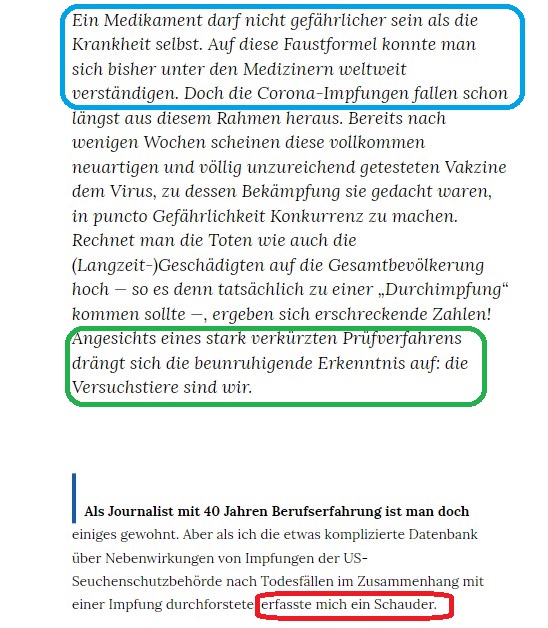 Ein Medikament darf nicht gefährlicher sein als die
Krankheit selbst. Auf diese Faustformel konnte man
sich bisher unter den Medizinern weltweit
verständigen. Doch die Corona-Impfungen fallen schon
längst aus diesem Rahmen heraus. Bereits nach
wenigen Wochen scheinen diese vollkommen
neuartigen und völlig unzureichend getesteten Vakzine
dem Virus, zu dessen Bekämpfung sie gedacht waren,
in puncto Gefährlichkeit Konkurrenz zu machen.
Rechnet man die Toten wie auch die
(Langzeit-)Geschädigten auf die Gesamtbevölkerung
hoch — so es denn tatsächlich zu einer „Durchimpfung“
kommen sollte —, ergeben sich erschreckende Zahlen!
Angesichts eines stark verkürzten Prüfverfahrens
drängt sich die beunruhigende Erkenntnis auf: die
Versuchstiere sind wir.
Als Journalist mit 40 Jahren Berufserfahrung ist man doch
einiges gewohnt. Aber als ich die etwas komplizierte Datenbank
über Nebenwirkungen von Impfungen der US-
Seuchenschutzbehörde nach Todesfällen im Zusammenhang mit
einer Impfung durchforstete erfasste mich ein Schauder.